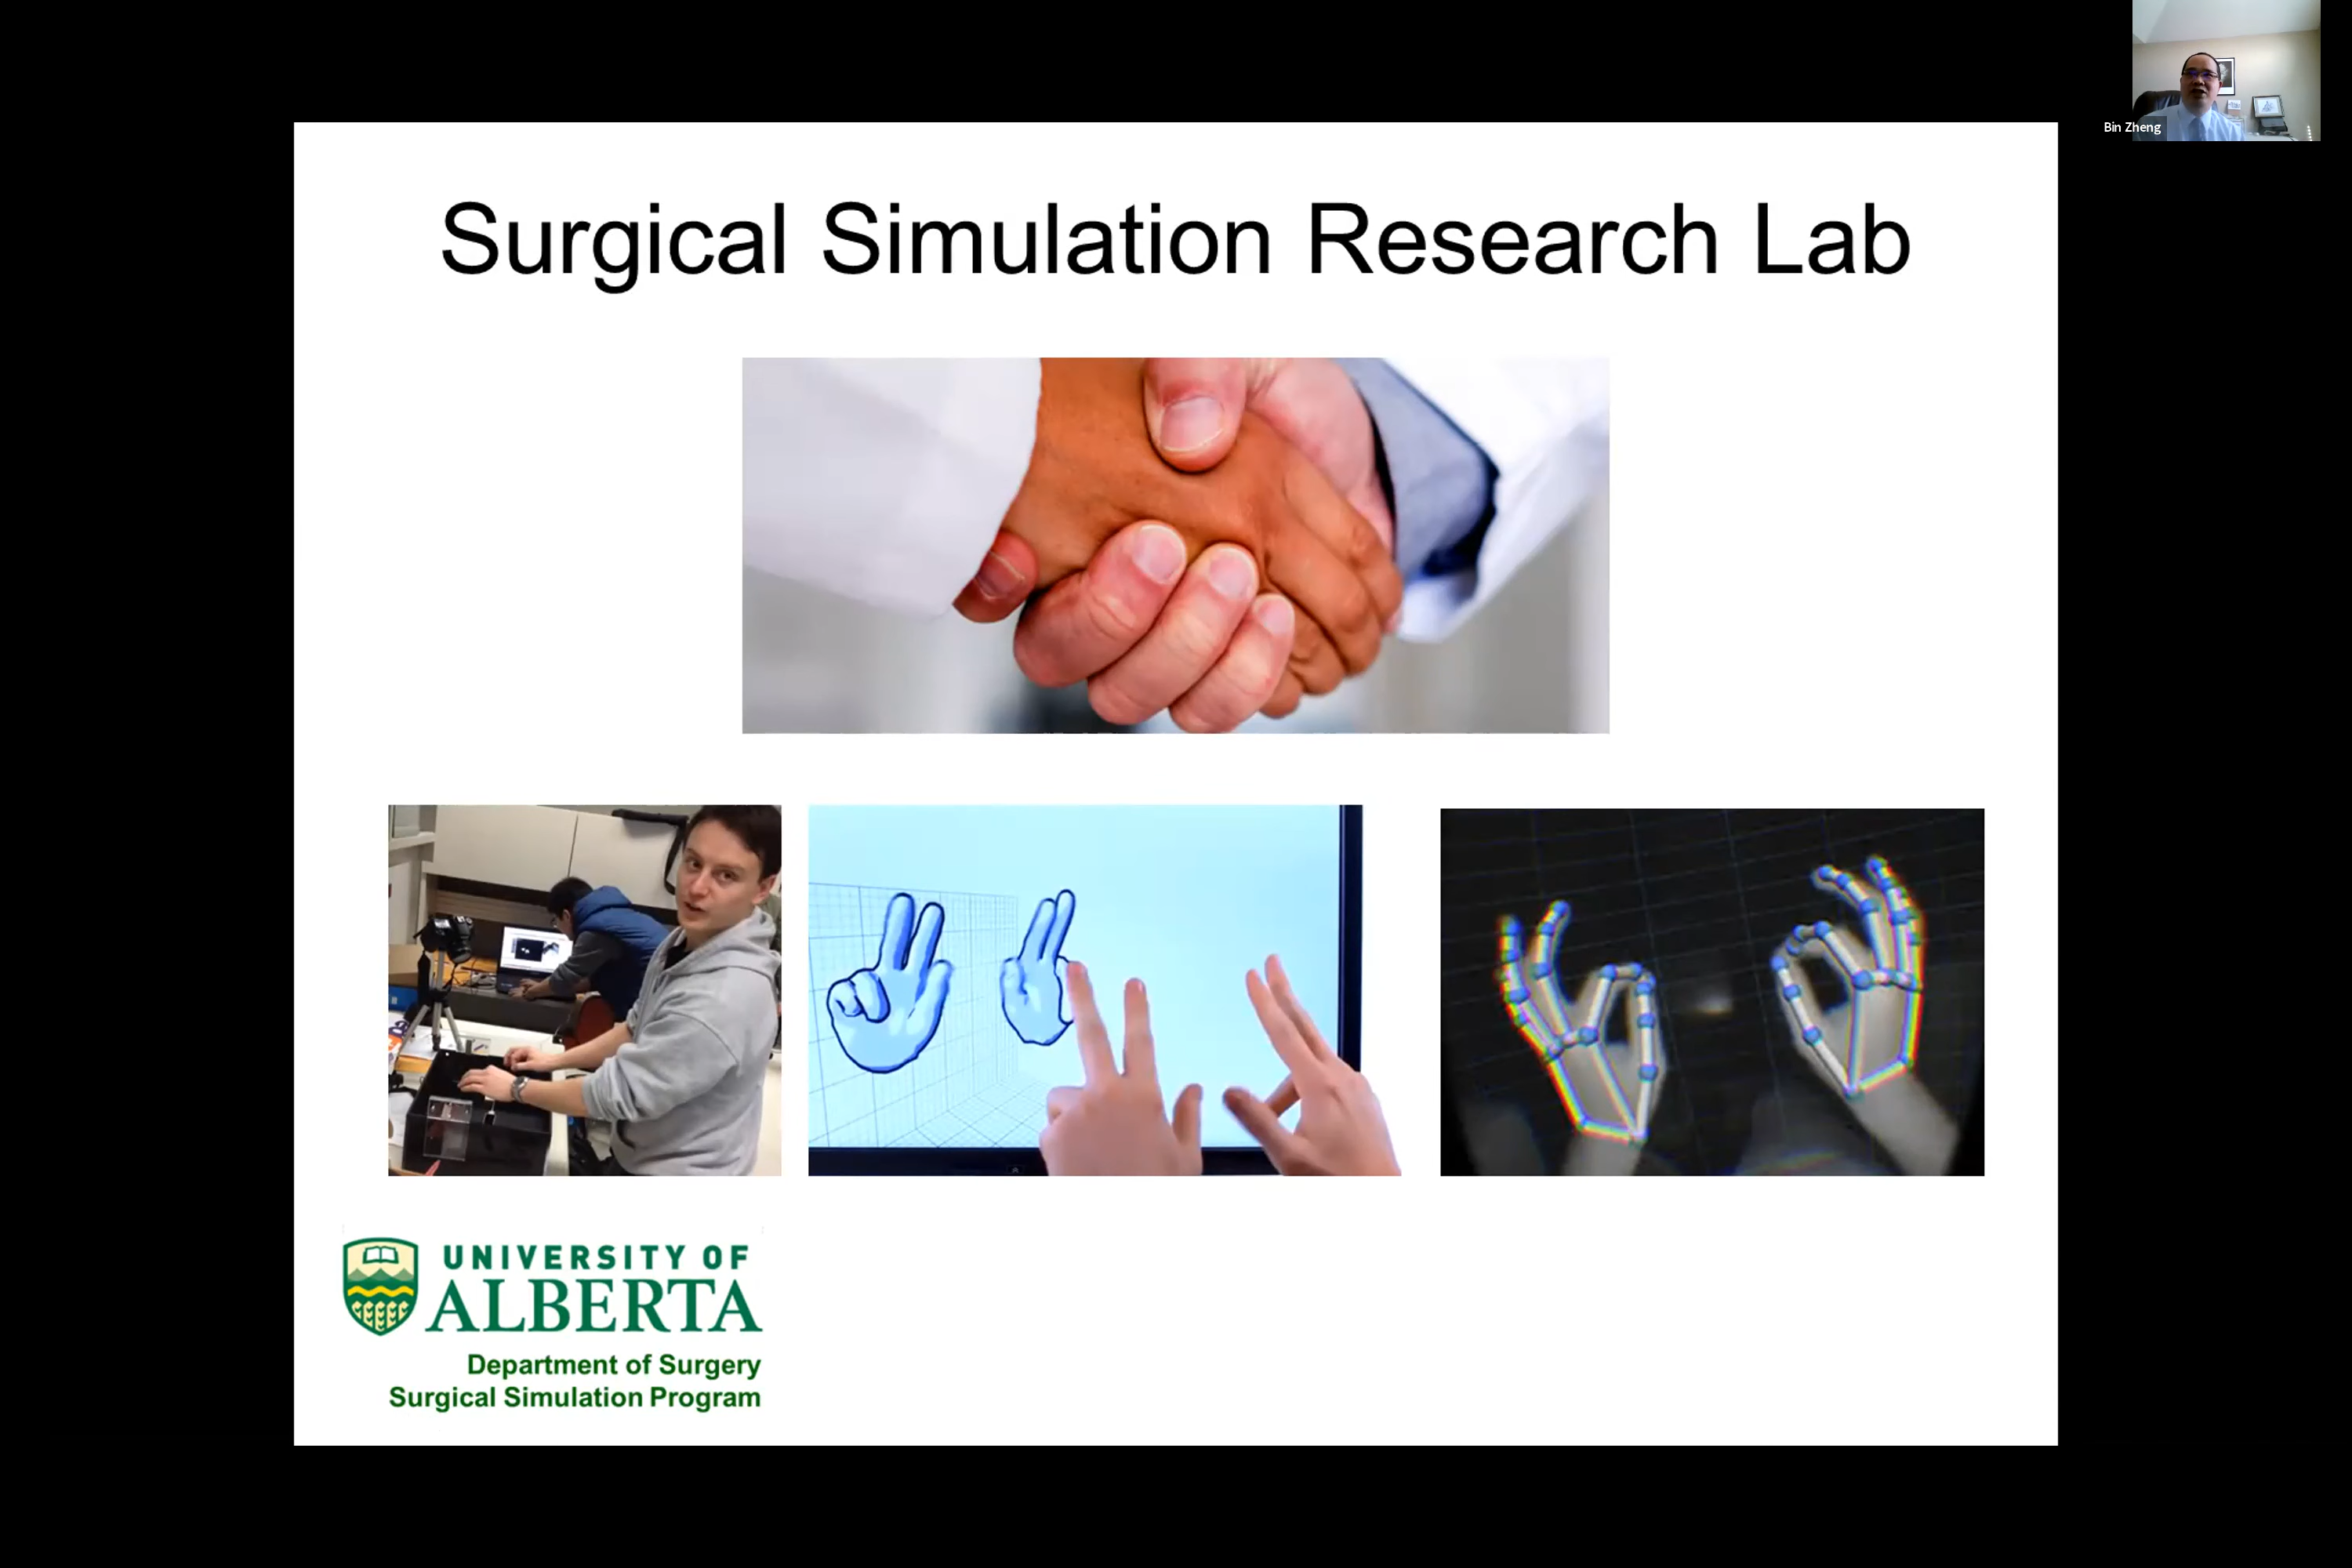 Bin Zheng
Surgical Simulation Research Lab
UNIVERSITY OF
ALBERTA
Department of Surgery
Surgical Simulation Program